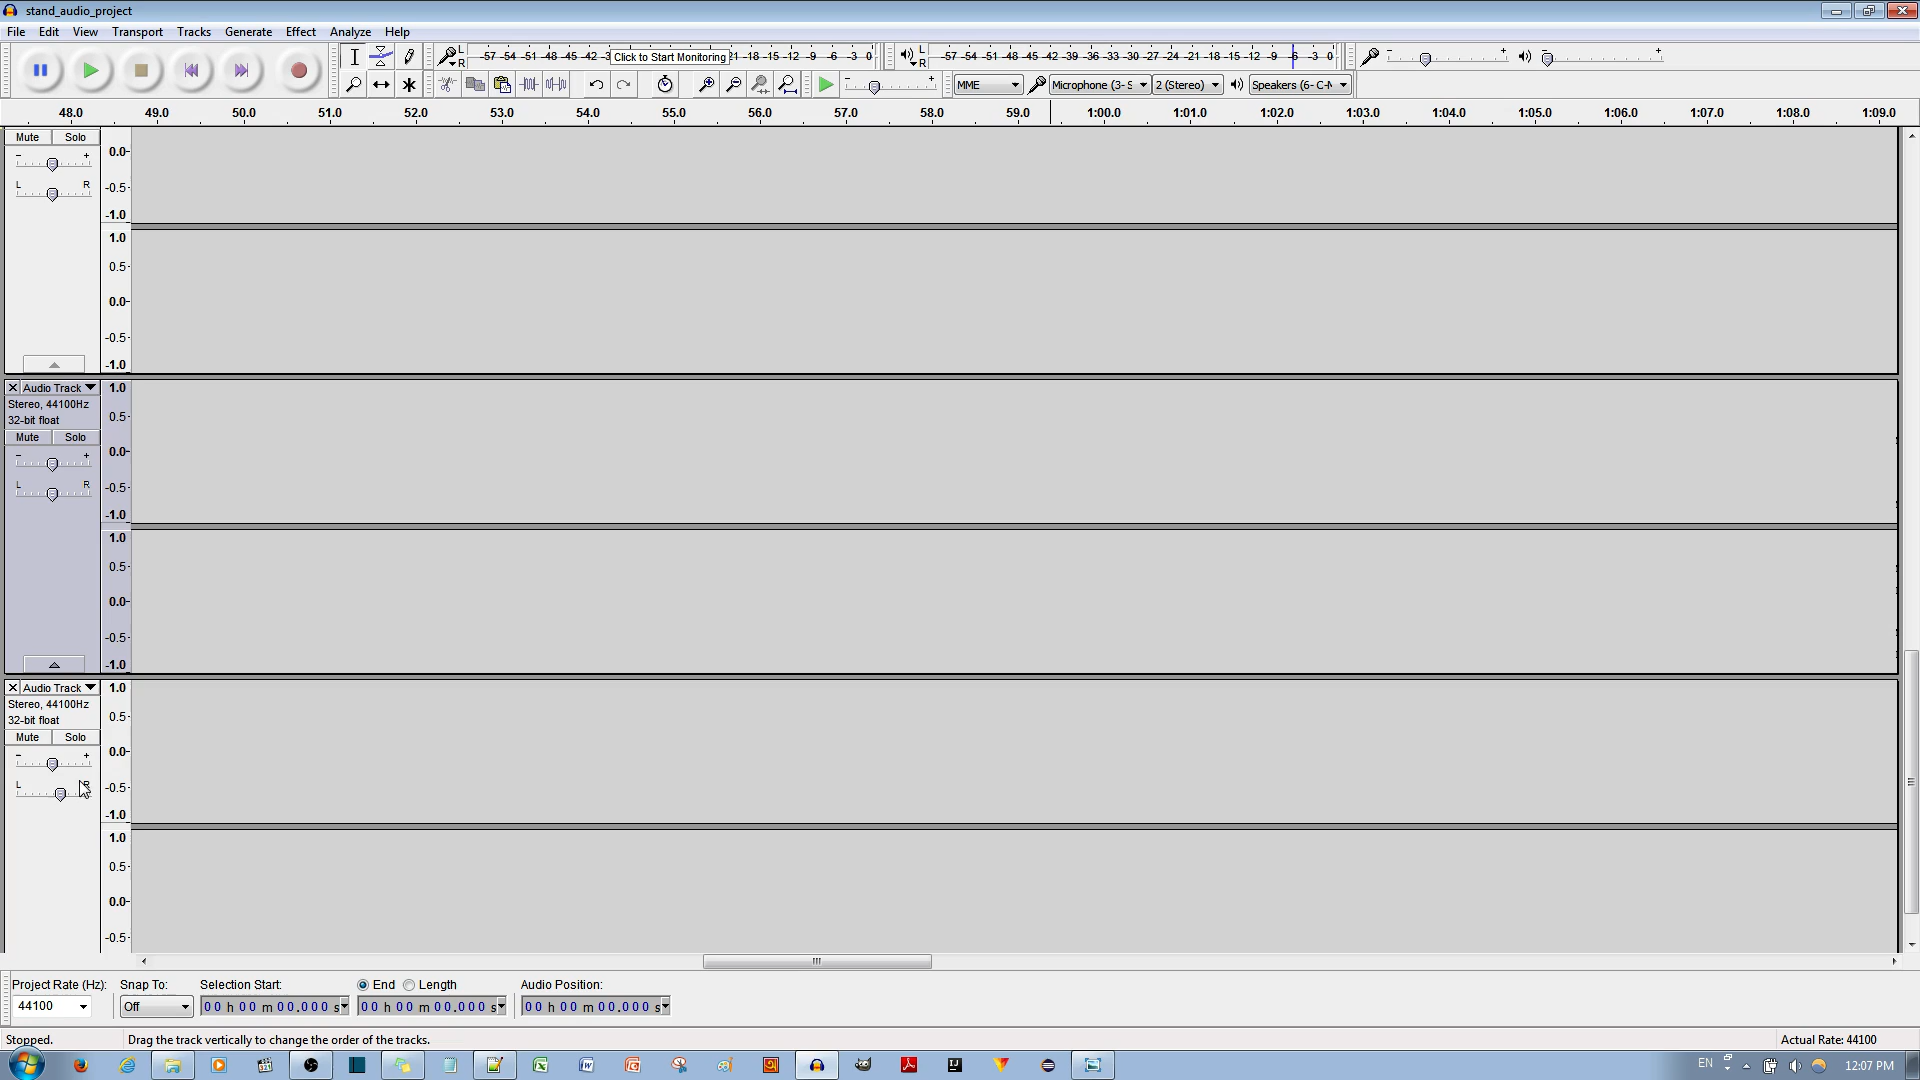 stand_audio_project
File Edit View Transport Tracks Generate Effect Analyze Help
L R -57 -54 -51 -48 -45 -42 -3 Click to Start Monitoring 21 -18 -15 -12 -9 -6 -3 0
L R -57 -54 -51 -48 -45 -42 -39 -36 -33 -30 -27 -24 -21 -18 -15 -12 -9 -6 -3 0
- + - +
- + MME Microphone (3- S 2 (Stereo) Speakers (6- C-N
48.0 49.0 50.0 51.0 52.0 53.0 54.0 55.0 56.0 57.0 58.0 59.0 1:00.0 1:01.0 1:02.0 1:03.0 1:04.0 1:05.0 1:06.0 1:07.0 1:08.0 1:09.0
Mute Solo
- +
L R
0.0
-0.5
-1.0
1.0
0.5
0.0
-0.5
-1.0
Audio Track
Stereo, 44100Hz
32-bit float
Mute Solo
- +
L R
1.0
0.5
0.0
-0.5
-1.0
1.0
0.5
0.0
-0.5
-1.0
Audio Track
Stereo, 44100Hz
32-bit float
Mute Solo
- +
L R
1.0
0.5
0.0
-0.5
-1.0
1.0
0.5
0.0
-0.5
Project Rate (Hz): Snap To: Selection Start: End Length Audio Position:
44100 Off 00 h 00 m 00.000 s 00 h 00 m 00.000 s 00 h 00 m 00.000 s
Stopped. Drag the track vertically to change the order of the tracks. Actual Rate: 44100
EN 12:07 PM